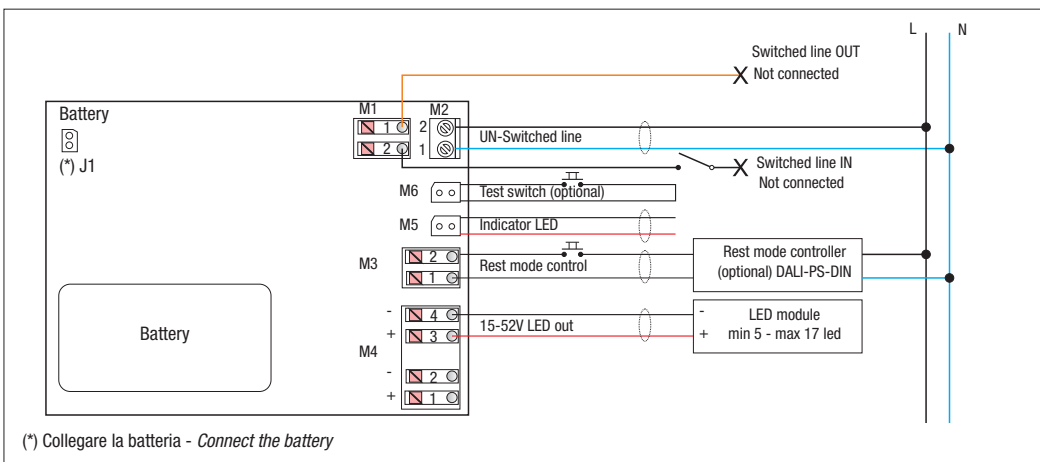 L N
Switched line OUT
Not connected
Battery
(*) J1
M1 M2
1 2
2 1
UN-Switched line
Switched line IN
Not connected
M6 Test switch (optional)
M5 Indicator LED
M3
2
1
Rest mode control
Rest mode controller
(optional) DALI-PS-DIN
Battery
M4
- 4
+ 3
- 2
+ 1
15-52V LED out
-
+
LED module
min 5 - max 17 led
(*) Collegare la batteria - Connect the battery